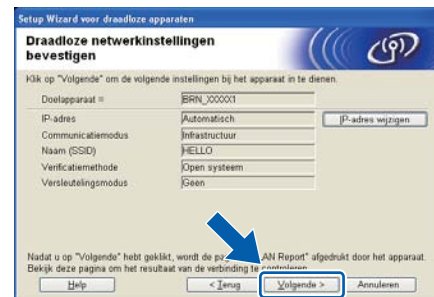 Setup Wizard voor draadloze apparaten
Draadloze netwerkinstellingen
bevestigen
Klik op "Volgende" om de volgende instellingen bij het apparaat in te dienen.
Doelapparaat = BRN_XXXXX1
IP-adres Automatisch IP-adres wijzigen
Communicatiemodus Infrastructuur
Naam (SSID) HELLO
Verificatiemethode Open systeem
Versleutelingsmodus Geen
Nadat u op "Volgende" hebt geklikt, wordt de AN Report" afgedrukt door het apparaat.
Bekijk deze pagina om het resultaat van de verbinding te controleren.
Help < Terug Volgende > Annuleren